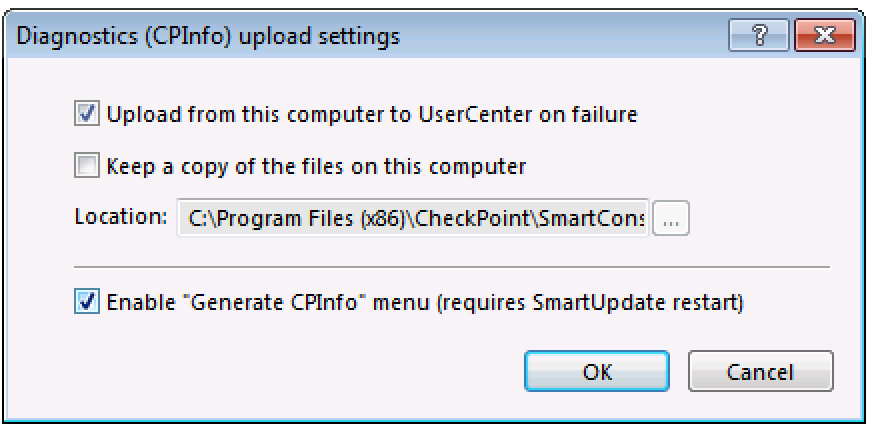 Diagnostics (CPInfo) upload settings
Upload from this computer to UserCenter on failure
Keep a copy of the files on this computer
Location: C:\Program Files (x86)\CheckPoint\SmartCons ...
Enable "Generate CPInfo" menu (requires SmartUpdate restart)
OK Cancel